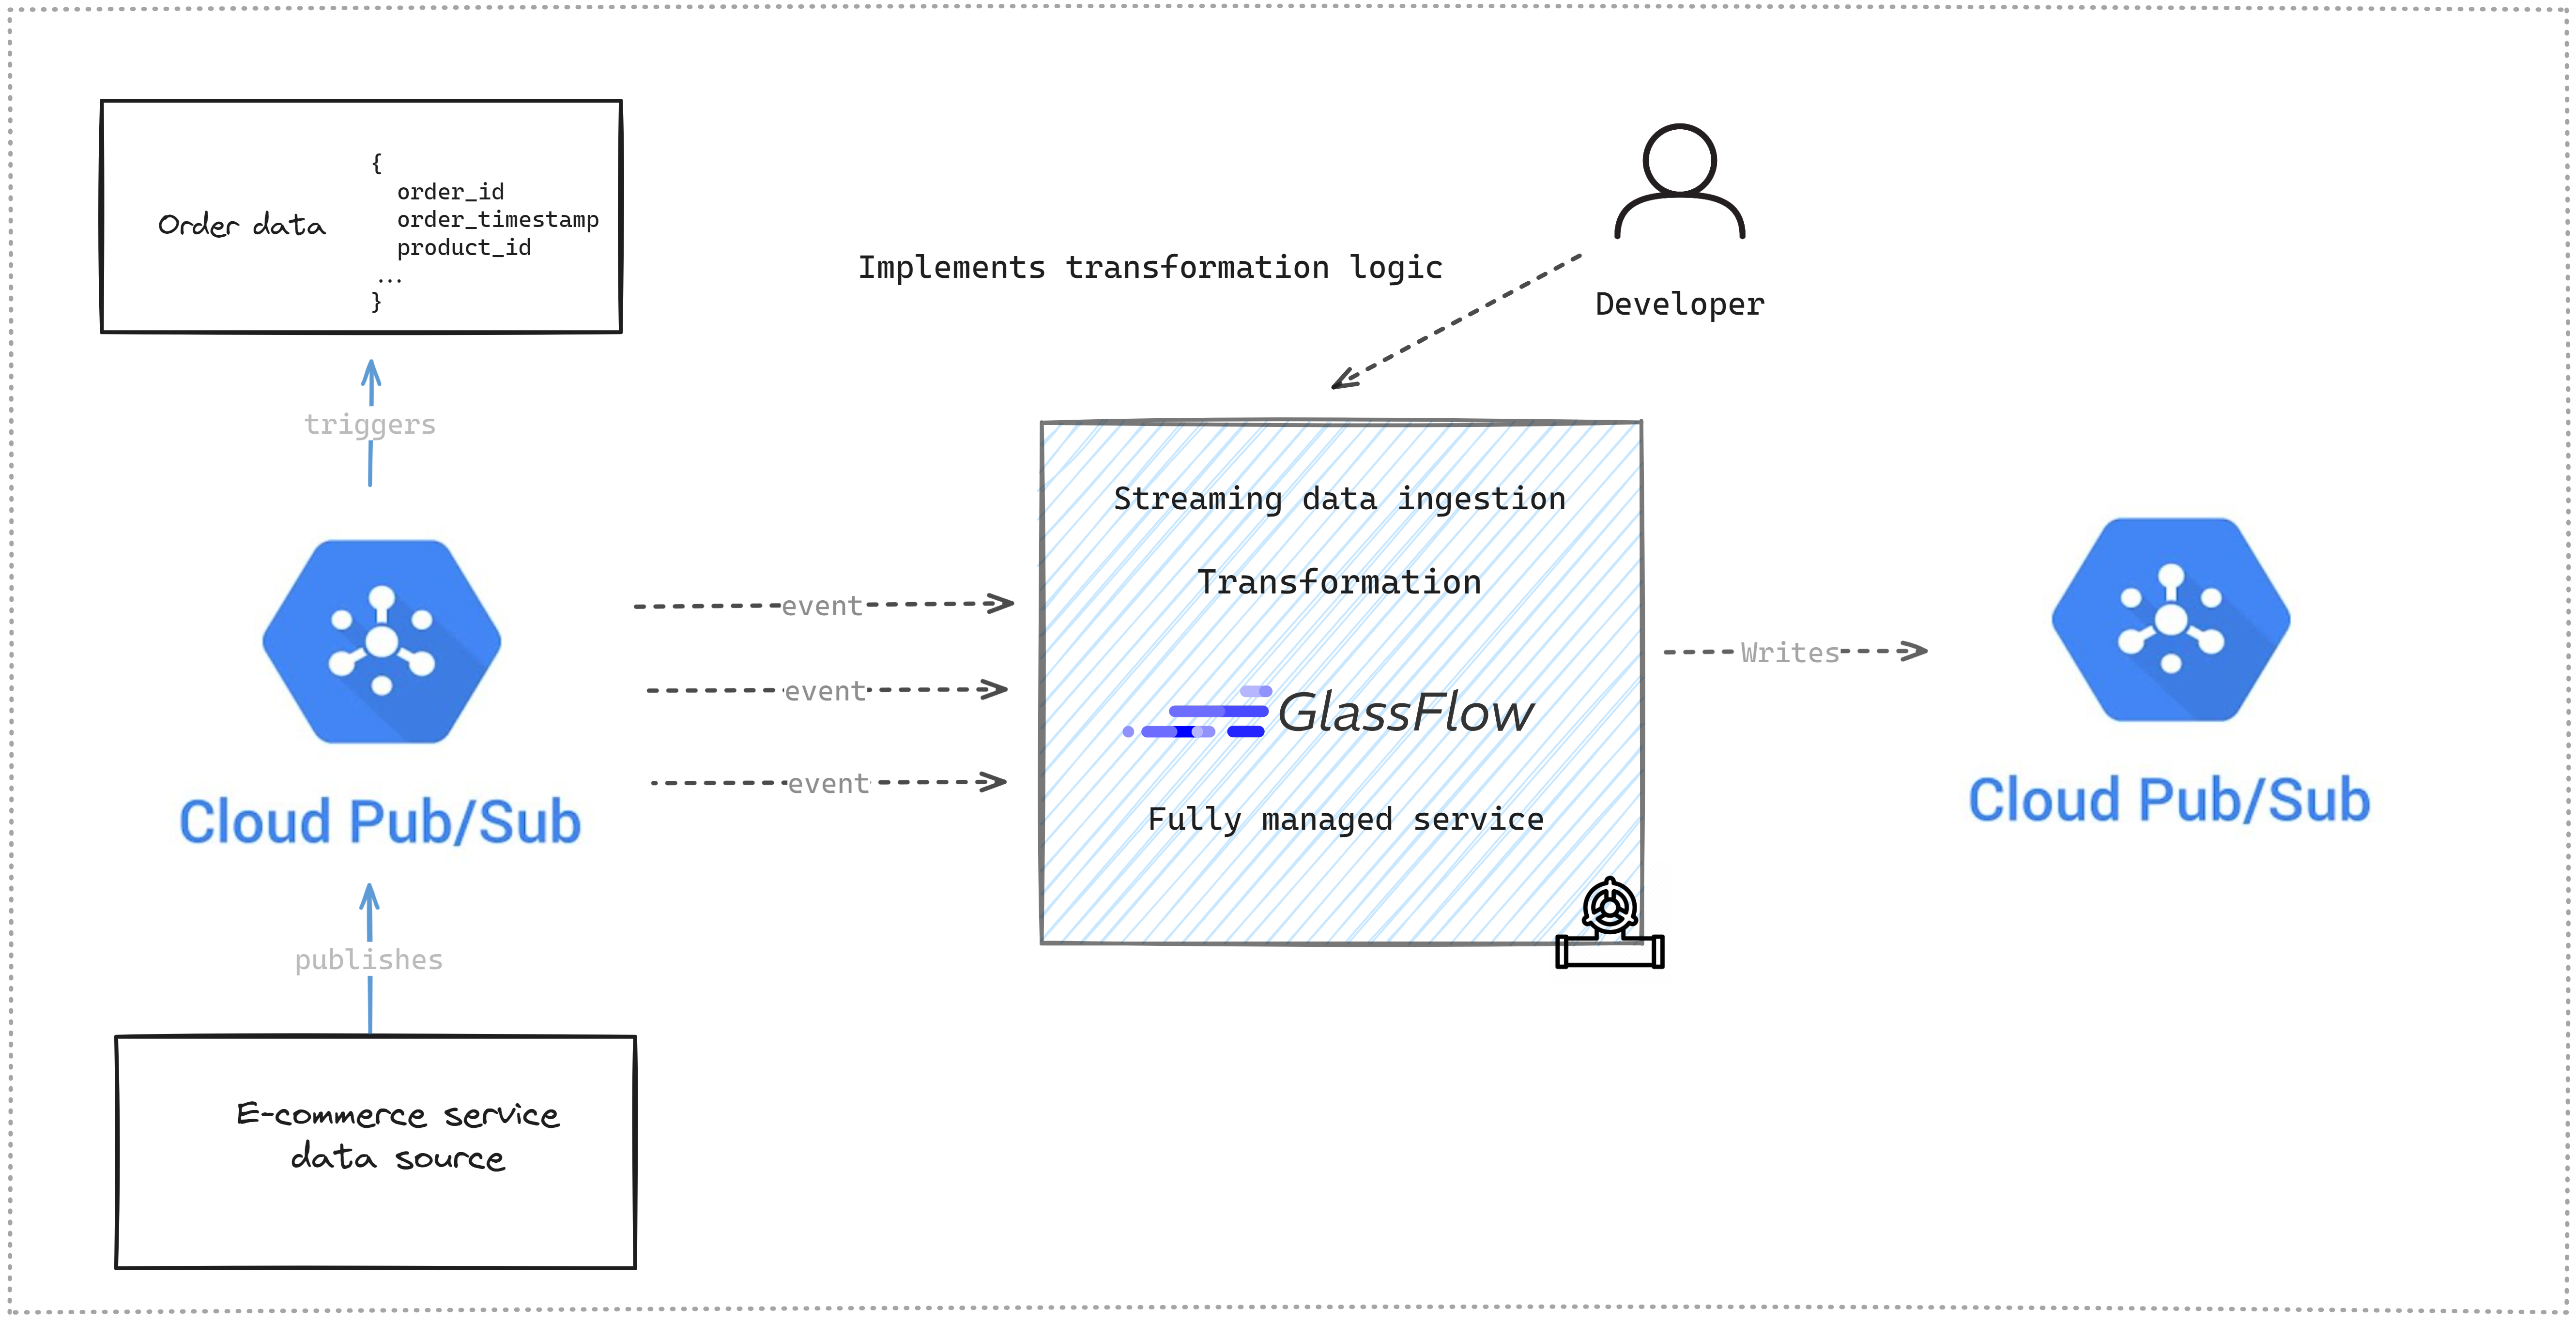 {
order_id
Order data
order_timestamp
product_id
...
}
triggers
Cloud Pub/Sub
publishes
E-commerce service
data source
event
event
event
Implements transformation logic
Developer
Streaming data ingestion
Transformation
GlassFlow
Fully managed service
Writes
Cloud Pub/Sub